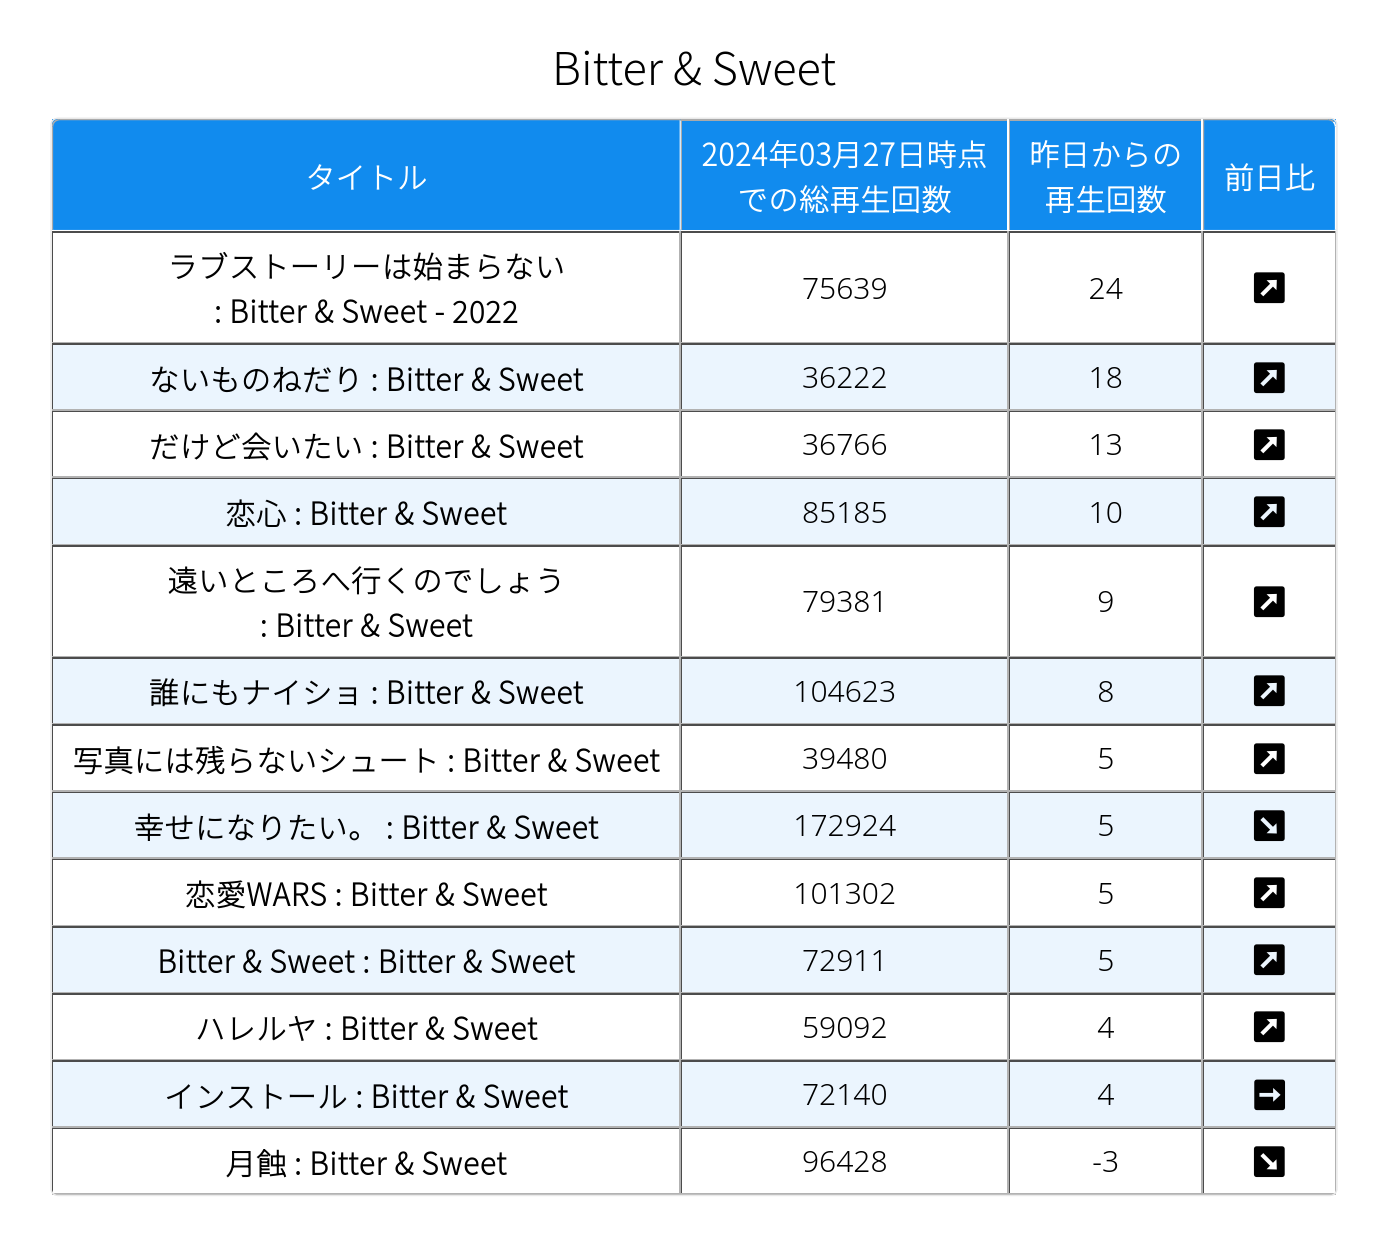 Bitter & Sweet
タイトル
2024年03月27日時点
での総再生回数
昨日からの
再生回数
前日比
ラブストーリーは始まらない
: Bitter & Sweet - 2022
75639
24
ないものねだり : Bitter & Sweet
36222
18
だけど会いたい : Bitter & Sweet
36766
13
恋心 : Bitter & Sweet
85185
10
遠いところへ行くのでしょう
: Bitter & Sweet
79381
9
誰にもナイショ : Bitter & Sweet
104623
8
写真には残らないシュート : Bitter & Sweet
39480
5
幸せになりたい。 : Bitter & Sweet
172924
5
恋愛WARS : Bitter & Sweet
101302
5
Bitter & Sweet : Bitter & Sweet
72911
5
ハレルヤ : Bitter & Sweet
59092
4
インストール : Bitter & Sweet
72140
4
月蝕 : Bitter & Sweet
96428
-3